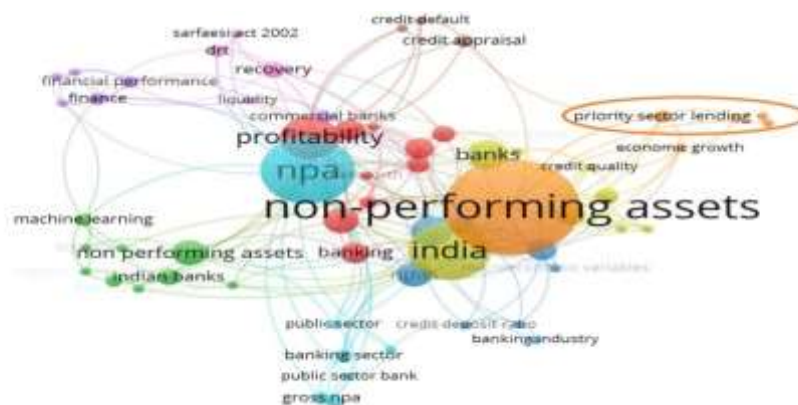 credit default
sarfaesi act 2002
credit appraisal
drt
recovery
financial performance
finance
liquidity
commercial banks
priority sector lending
profitability
economic growth
banks
npa
credit quality
non-performing assets
machine learning
india
non performing assets
banking
indian banks
variables
public sector
credit deposit ratio
banking industry
banking sector
public sector bank
gross npa